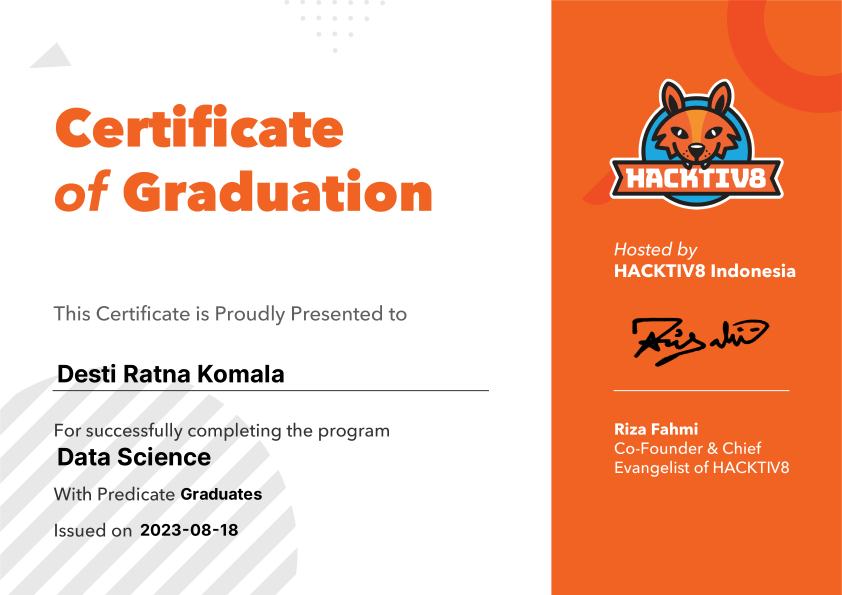 Certificate
of Graduation
This Certificate is Proudly Presented to
Desti Ratna Komala
For successfully completing the program
Data Science
With Predicate Graduates
Issued on 2023-08-18
HACKTIV8
Hosted by
HACKTIV8 Indonesia
Riza Fahmi
Co-Founder & Chief
Evangelist of HACKTIV8